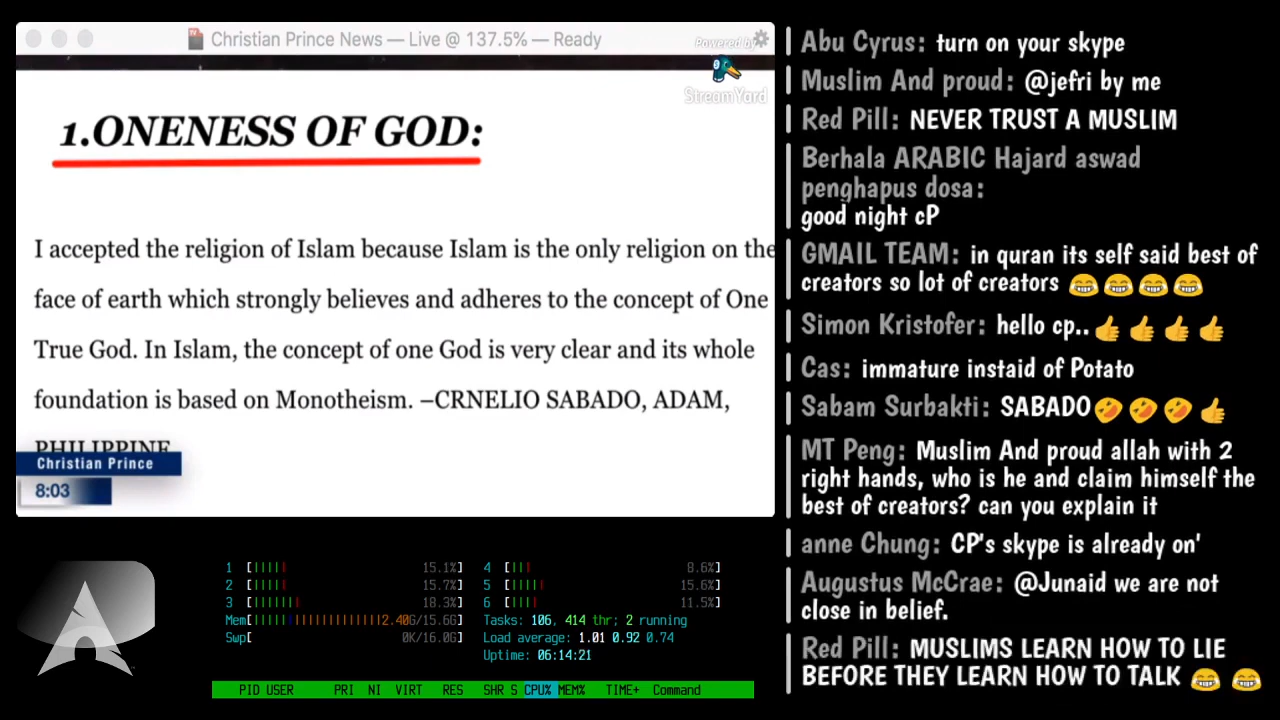 Christian Prince News — Live @ 137.5% — Ready
Powered by
StreamYard
1.ONENESS OF GOD:
I accepted the religion of Islam because Islam is the only religion on the
face of earth which strongly believes and adheres to the concept of One
True God. In Islam, the concept of one God is very clear and its whole
foundation is based on Monotheism. –CRNELIO SABADO, ADAM,
PHILIPPINE
Christian Prince
8:03
1 [||||| 15.1%]
2 [||||| 15.7%]
3 [||||||| 18.3%]
Mem[||||||||||||||||||||2.40G/15.6G]
Swp[ 0K/16.0G]
4 [||| 8.6%]
5 [||||| 15.6%]
6 [|||| 11.5%]
Tasks: 106, 414 thr; 2 running
Load average: 1.01 0.92 0.74
Uptime: 06:14:21
PID USER PRI NI VIRT RES SHR S CPU% MEM% TIME+ Command
Abu Cyrus: turn on your skype
Muslim And proud: @jefri by me
Red Pill: NEVER TRUST A MUSLIM
Berhala ARABIC Hajard aswad
penghapus dosa:
good night cP
GMAIL TEAM: in quran its self said best of
creators so lot of creators 😂😂😂😂
Simon Kristofer: hello cp..👍👍👍👍
Cas: immature instaid of Potato
Sabam Surbakti: SABADO🤣🤣🤣👍
MT Peng: Muslim And proud allah with 2
right hands, who is he and claim himself the
best of creators? can you explain it
anne Chung: CP's skype is already on'
Augustus McCrae: @Junaid we are not
close in belief.
Red Pill: MUSLIMS LEARN HOW TO LIE
BEFORE THEY LEARN HOW TO TALK 😂 😂